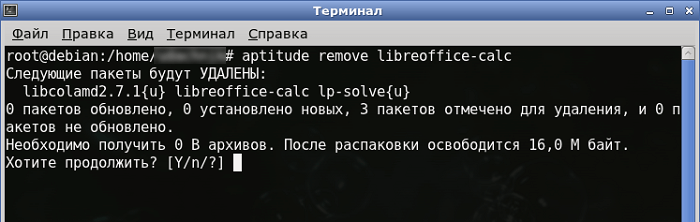 Терминал
Файл Правка Вид Терминал Справка
root@debian:/home/ # aptitude remove libreoffice-calc
Следующие пакеты будут УДАЛЕНЫ:
libcolamd2.7.1{u} libreoffice-calc lp-solve{u}
0 пакетов обновлено, 0 установлено новых, 3 пакетов отмечено для удаления, и 0 п
акетов не обновлено.
Необходимо получить 0 B архивов. После распаковки освободится 16,0 M байт.
Хотите продолжить? [Y/n/?]